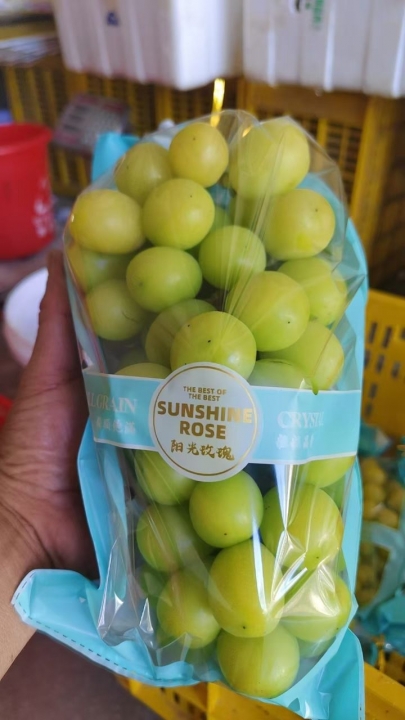 THE BEST OF
THE BEST
SUNSHINE
ROSE
阳光玫瑰
GRAIN
CRYST